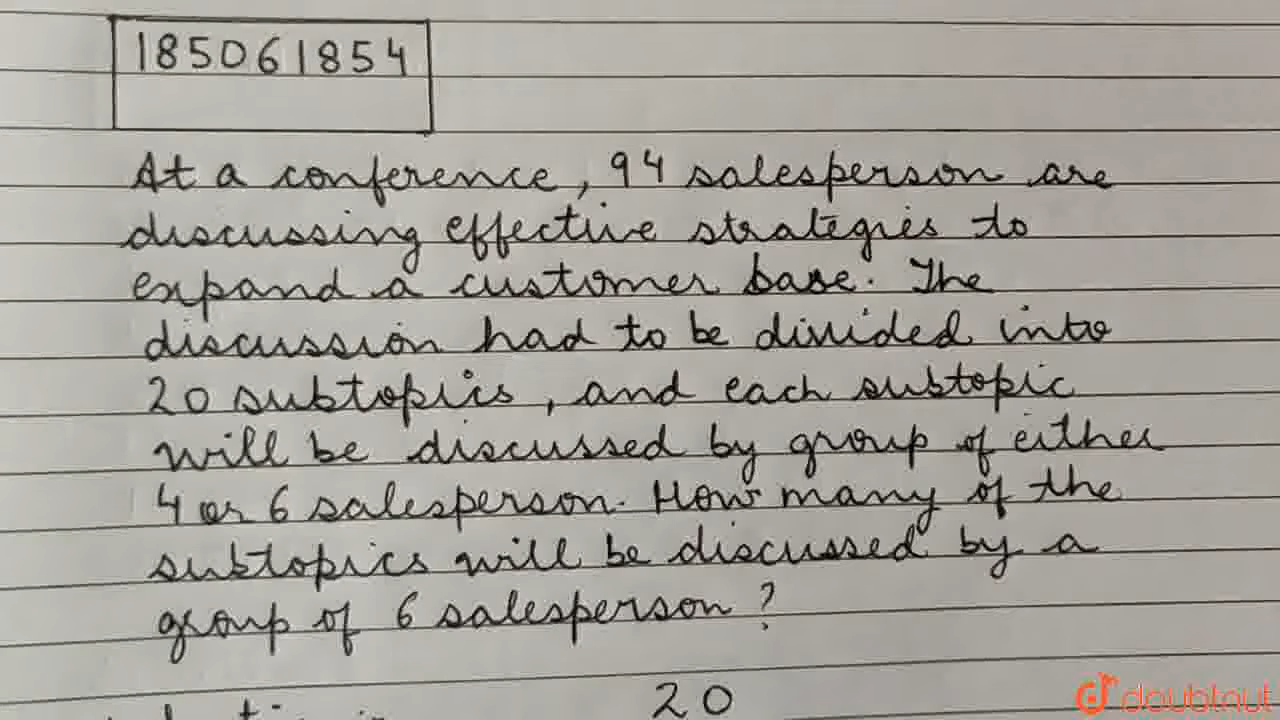 185061854
At a conference, 94 salesperson are
discussing effective strategies to
expand a customer base. The
discussion had to be divided into
20 subtopics, and each subtopic
will be discussed by group of either
4 or 6 salesperson. How many of the
subtopics will be discussed by a
group of 6 salesperson?
20
doubtnut